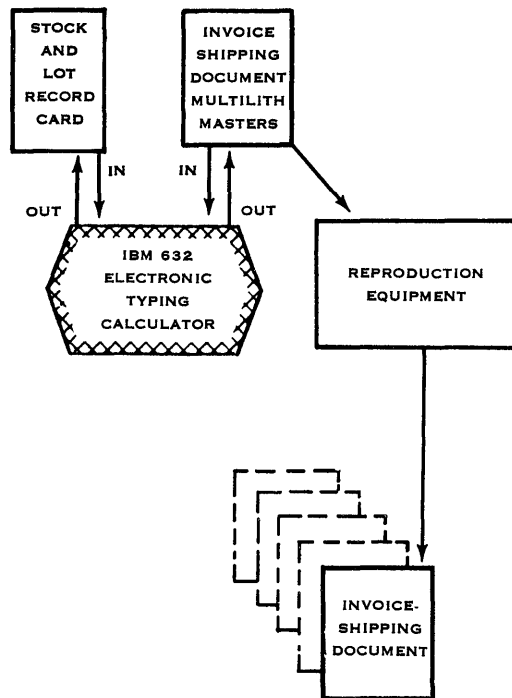 STOCK
AND
LOT
RECORD
CARD
INVOICE
SHIPPING
DOCUMENT
MULTILITH
MASTERS
IN
IN
OUT
OUT
IBM 632
ELECTRONIC
TYPING
CALCULATOR
REPRODUCTION
EQUIPMENT
INVOICE-
SHIPPING
DOCUMENT